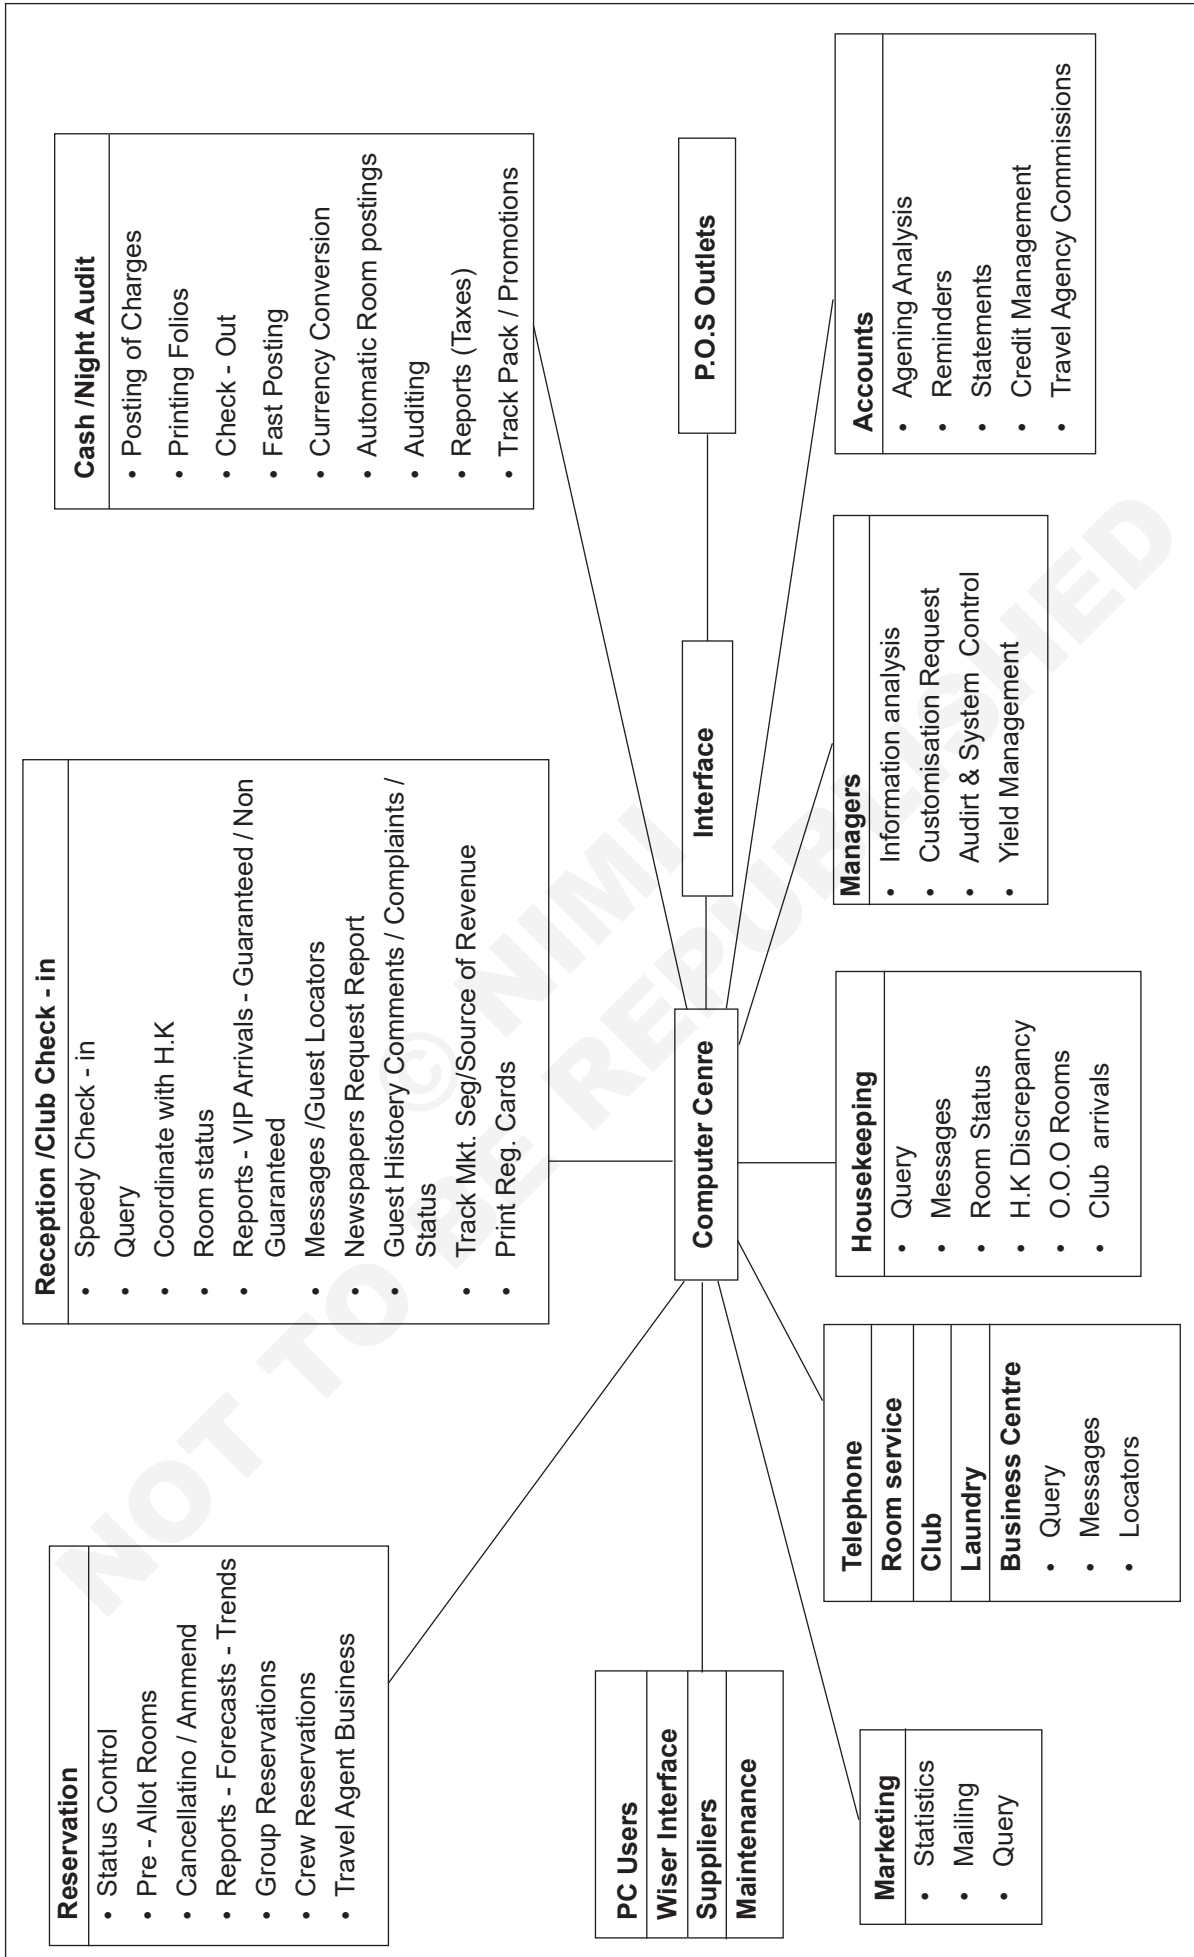 Reservation
• Status Control
• Pre - Allot Rooms
• Cancellatino / Ammend
• Reports - Forecasts - Trends
• Group Reservations
• Crew Reservations
• Travel Agent Business
Reception /Club Check - in
• Speedy Check - in
• Query
• Coordinate with H.K
• Room status
• Reports - VIP Arrivals - Guaranteed / Non
Guaranteed
• Messages /Guest Locators
• Newspapers Request Report
• Guest Histoery Comments / Complaints /
Status
• Track Mkt. Seg/Source of Revenue
• Print Reg. Cards
Cash /Night Audit
• Posting of Charges
• Printing Folios
• Check - Out
• Fast Posting
• Currency Conversion
• Automatic Room postings
• Auditing
• Reports (Taxes)
• Track Pack / Promotions
PC Users
Wiser Interface
Suppliers
Maintenance
Computer Cenre
Interface
P.O.S Outlets
Marketing
• Statistics
• Mailing
• Query
Telephone
Room service
Club
Laundry
Business Centre
• Query
• Messages
• Locators
Housekeeping
• Query
• Messages
• Room Status
• H.K Discrepancy
• O.O.O Rooms
• Club arrivals
Managers
• Information analysis
• Customisation Request
• Audirt & System Control
• Yield Management
Accounts
• Agening Analysis
• Reminders
• Statements
• Credit Management
• Travel Agency Commissions
© NIMI
NOT TO BE REPUBLISHED